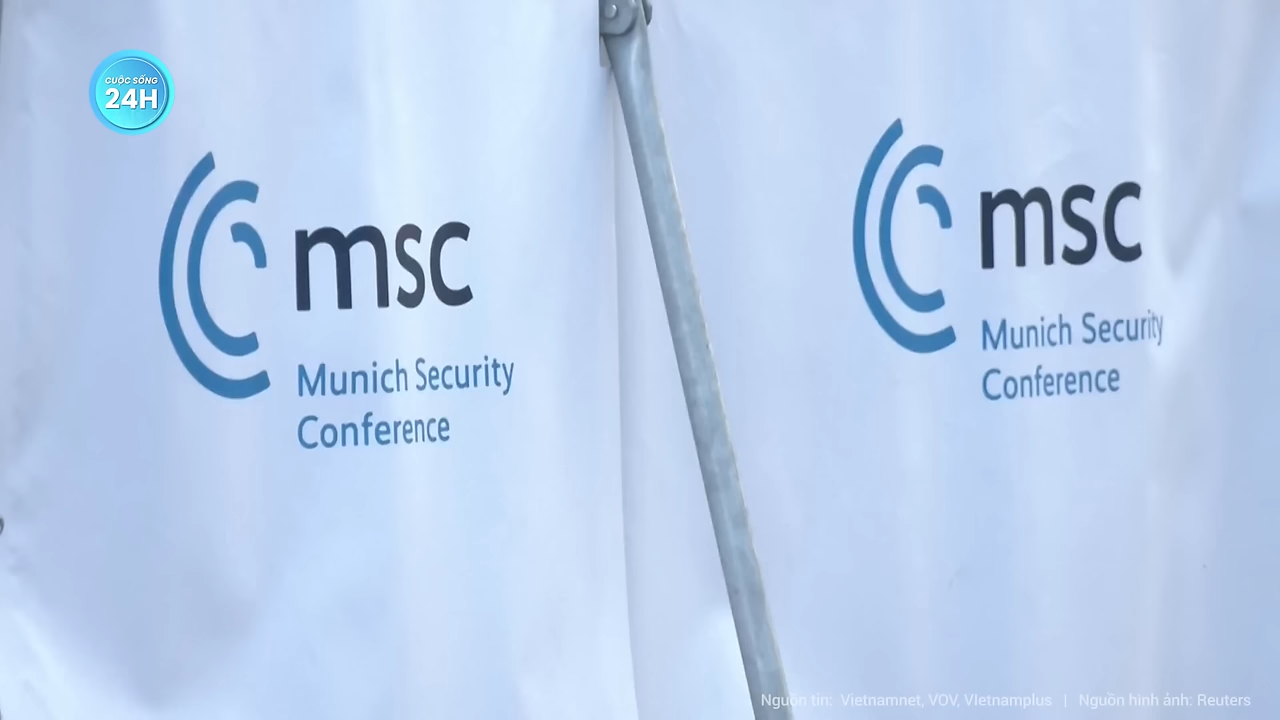 CUỘC SỐNG
24H
msc
Munich Security
Conference
msc
Munich Security
Conference
Nguồn tin: Vietnamnet, VOV, VIetnamplus | Nguồn hình ảnh: Reuters